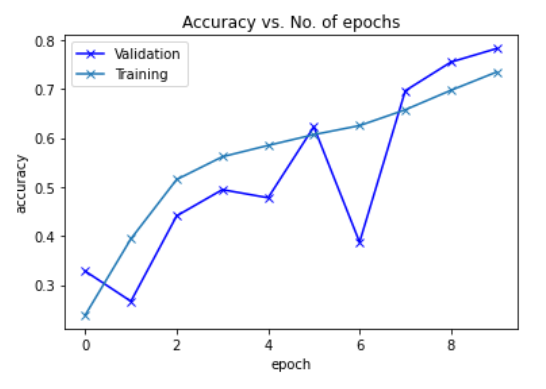 Accuracy vs. No. of epochs
Validation
Training
accuracy
0.8
0.7
0.6
0.5
0.4
0.3
0 2 4 6 8
epoch